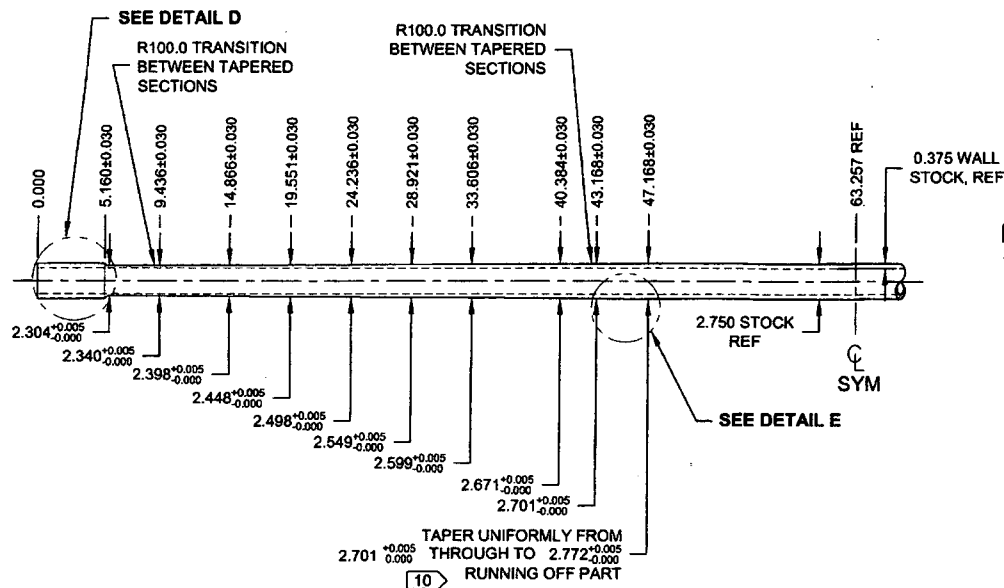 SEE DETAIL D
R100.0 TRANSITION
BETWEEN TAPERED
SECTIONS
R100.0 TRANSITION
BETWEEN TAPERED
SECTIONS
0.000
5.160±0.030
9.436±0.030
14.866±0.030
19.551±0.030
24.236±0.030
28.921±0.030
33.606±0.030
40.384±0.030
43.168±0.030
47.168±0.030
63.257 REF
0.375 WALL
STOCK, REF
2.304 +0.005 -0.000
2.340 +0.005 -0.000
2.398 +0.005 -0.000
2.448 +0.005 -0.000
2.498 +0.005 -0.000
2.549 +0.005 -0.000
2.599 +0.005 -0.000
2.671 +0.005 -0.000
2.701 +0.005 -0.000
2.750 STOCK
REF
℄
SYM
SEE DETAIL E
TAPER UNIFORMLY FROM
2.701 +0.005 0.000 THROUGH TO 2.772 +0.005 -0.000
RUNNING OFF PART
10